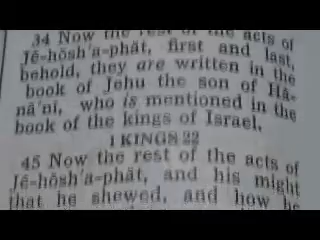 34 Now the rest of the acts of
Jē-hŏsh'a-phăt, first and last,
behold, they are written in the
book of Jehu the son of Hā-
nā'nī, who is mentioned in the
book of the kings of Israel.
1 KINGS 22
45 Now the rest of the acts of
Jē-hŏsh'a-phăt, and his might
that he shewed, and how he